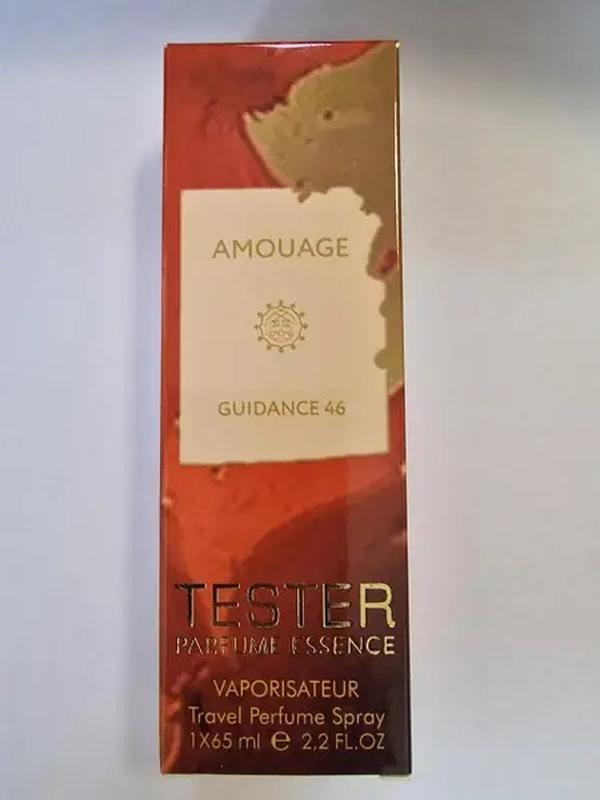 AMOUAGE
GUIDANCE 46
TESTER
PARFUME ESSENCE
VAPORISATEUR
Travel Perfume Spray
1X65 ml ℮ 2,2 FL.OZ